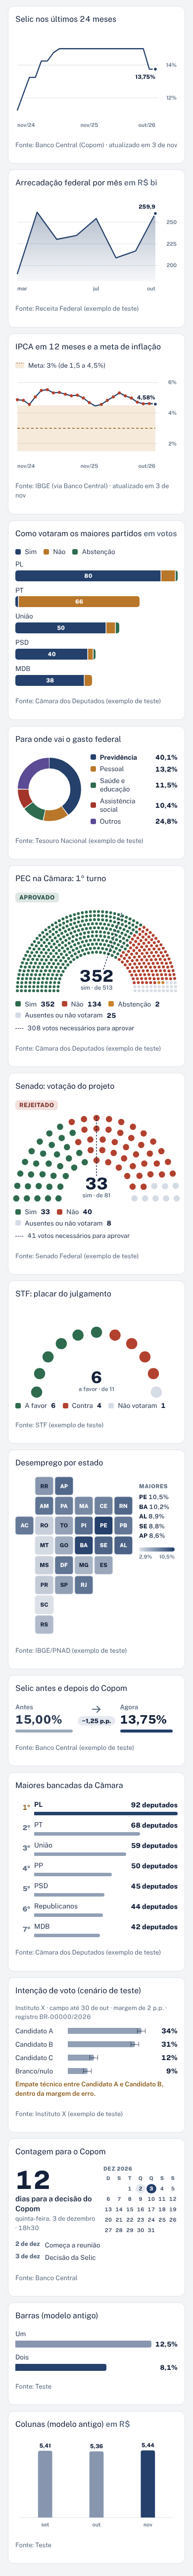 Selic nos últimos 24 meses
14%
13,75%
12%
nov/24 nov/25 out/26
Fonte: Banco Central (Copom) · atualizado em 3 de nov
Arrecadação federal por mês em R$ bi
259,9
250
225
200
mar jul out
Fonte: Receita Federal (exemplo de teste)
IPCA em 12 meses e a meta de inflação
Meta: 3% (de 1,5 a 4,5%)
6%
4,58%
4%
2%
nov/24 nov/25 out/26
Fonte: IBGE (via Banco Central) · atualizado em 3 de
nov
Como votaram os maiores partidos em votos
Sim Não Abstenção
PL
80
PT
66
União
50
PSD
40
MDB
38
Fonte: Câmara dos Deputados (exemplo de teste)
Para onde vai o gasto federal
Previdência 40,1%
Pessoal 13,2%
Saúde e
educação 11,5%
Assistência
social 10,4%
Outros 24,8%
Fonte: Tesouro Nacional (exemplo de teste)
PEC na Câmara: 1º turno
APROVADO
352
sim · de 513
Sim 352 Não 134 Abstenção 2
Ausentes ou não votaram 25
308 votos necessários para aprovar
Fonte: Câmara dos Deputados (exemplo de teste)
Senado: votação do projeto
REJEITADO
33
sim · de 81
Sim 33 Não 40
Ausentes ou não votaram 8
41 votos necessários para aprovar
Fonte: Senado Federal (exemplo de teste)
STF: placar do julgamento
6
a favor · de 11
A favor 6 Contra 4 Não votaram 1
Fonte: STF (exemplo de teste)
Desemprego por estado
RR AP
AM PA MA CE RN
AC RO TO PI PE PB
MT GO BA SE AL
MS DF MG ES
PR SP RJ
SC
RS
MAIORES
PE 10,5%
BA 10,2%
AL 8,9%
SE 8,8%
AP 8,6%
2,9% 10,5%
Fonte: IBGE/PNAD (exemplo de teste)
Selic antes e depois do Copom
Antes → Agora
15,00% −1,25 p.p. 13,75%
Fonte: Banco Central (exemplo de teste)
Maiores bancadas da Câmara
1º PL 92 deputados
2º PT 68 deputados
3º União 59 deputados
4º PP 50 deputados
5º PSD 45 deputados
6º Republicanos 44 deputados
7º MDB 42 deputados
Fonte: Câmara dos Deputados (exemplo de teste)
Intenção de voto (cenário de teste)
Instituto X · campo até 30 de out · margem de 2 p.p. ·
registro BR-00000/2026
Candidato A 34%
Candidato B 31%
Candidato C 12%
Branco/nulo 9%
Empate técnico entre Candidato A e Candidato B,
dentro da margem de erro.
Fonte: Instituto X (exemplo de teste)
Contagem para o Copom
12
dias para a decisão do
Copom
quinta-feira, 3 de dezembro
· 18h30
2 de dez Começa a reunião
3 de dez Decisão da Selic
DEZ 2026
D S T Q Q S S
1 2 3 4 5
6 7 8 9 10 11 12
13 14 15 16 17 18 19
20 21 22 23 24 25 26
27 28 29 30 31
Fonte: Banco Central
Barras (modelo antigo)
Um
12,5%
Dois
8,1%
Fonte: Teste
Colunas (modelo antigo) em R$
5,41 5,36 5,44
set out nov
Fonte: Teste